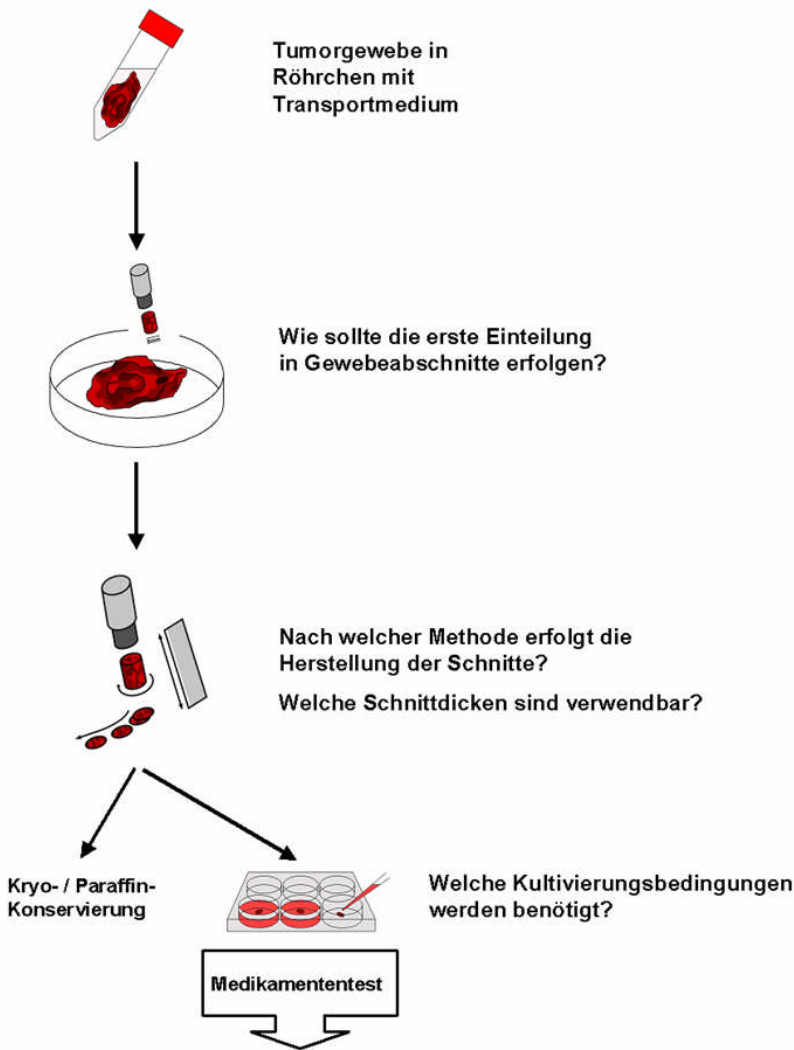 Tumorgewebe in
Röhrchen mit
Transportmedium
Wie sollte die erste Einteilung
in Gewebeabschnitte erfolgen?
Nach welcher Methode erfolgt die
Herstellung der Schnitte?
Welche Schnittdicken sind verwendbar?
Kryo- / Paraffin-
Konservierung
Welche Kultivierungsbedingungen
werden benötigt?
Medikamententest